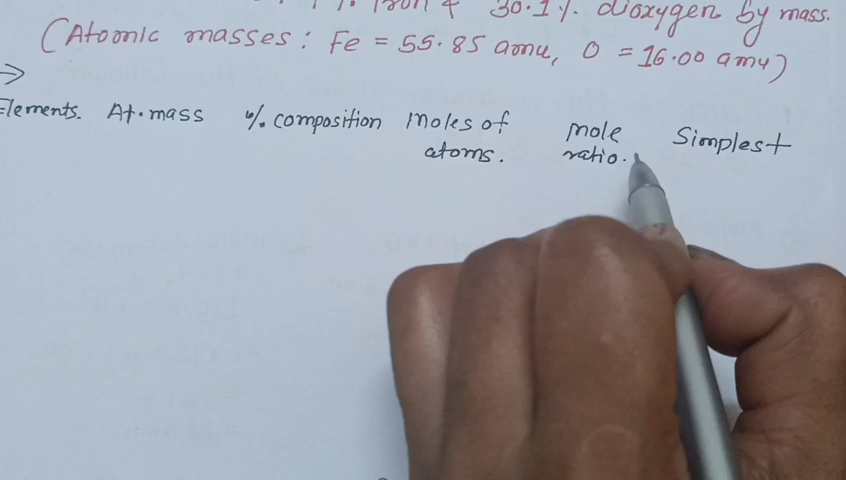 30.1%. dioxygen by mass.
(Atomic masses: Fe = 55.85 amu, O = 16.00 amu)
⇒
Elements. At. mass % composition moles of atoms. mole ratio. Simplest